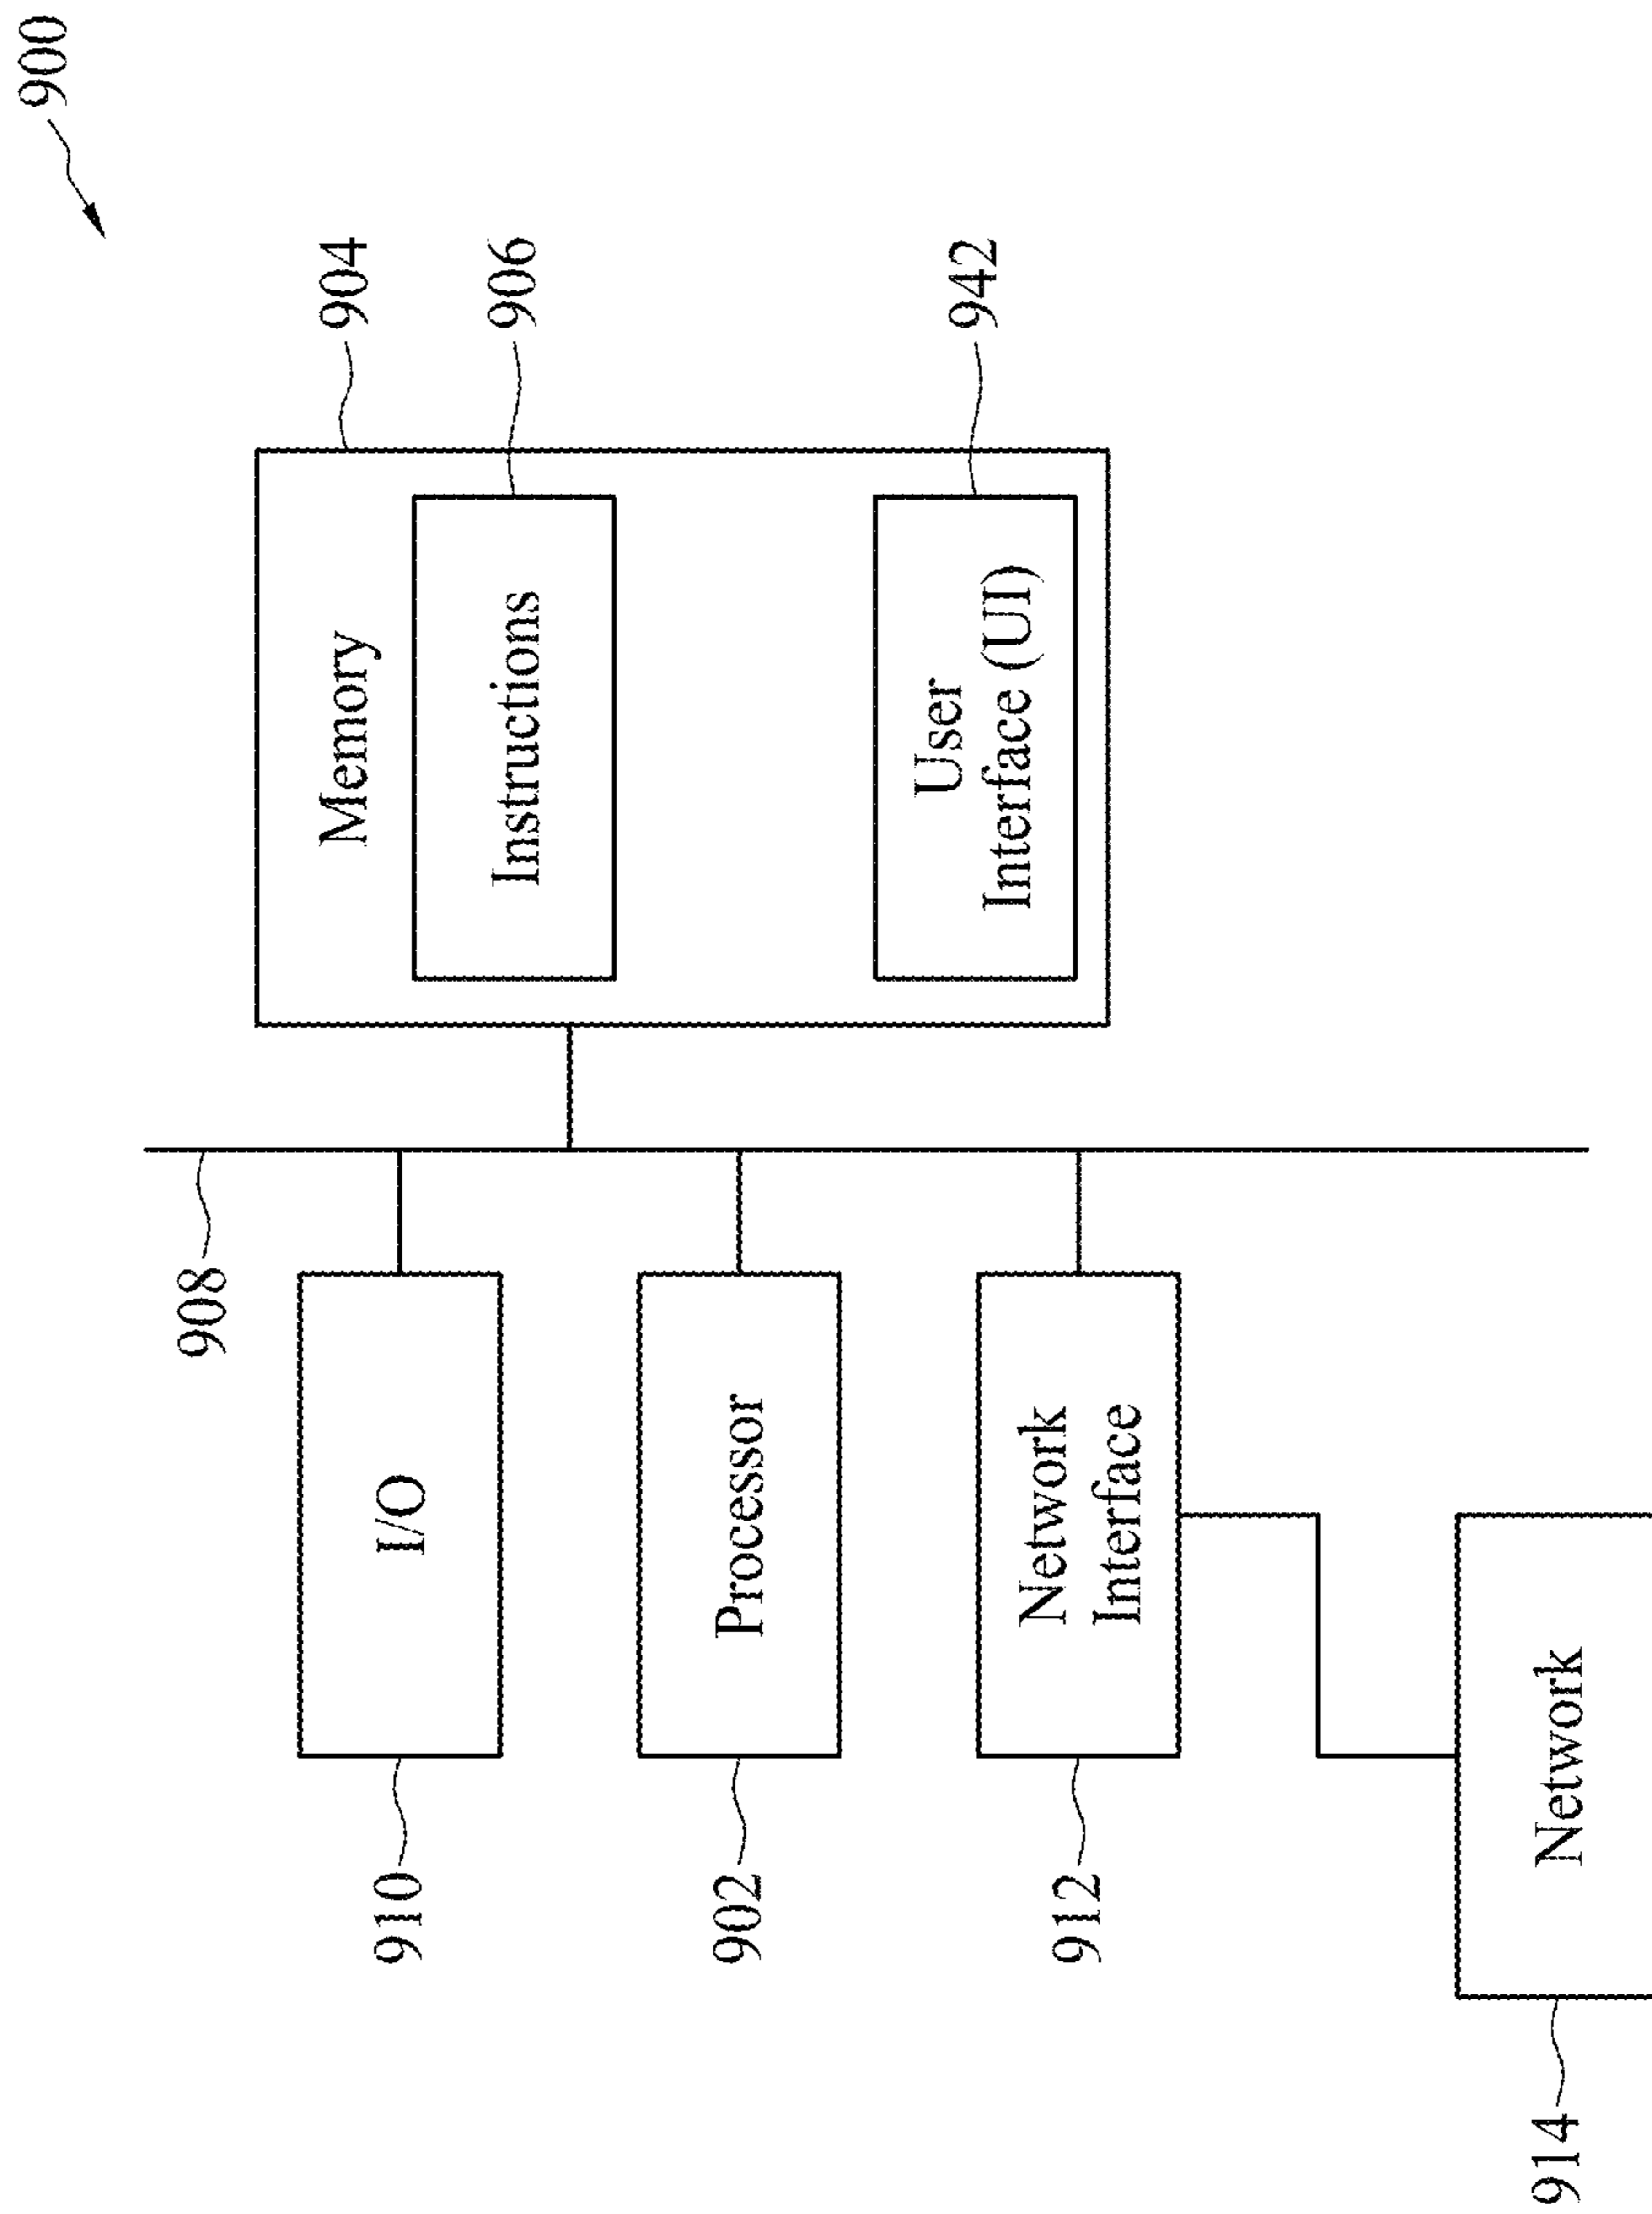 900
908
910
I/O
Memory
904
Instructions
906
902
Processor
912
Network
Interface
User
Interface (UI)
942
914
Network